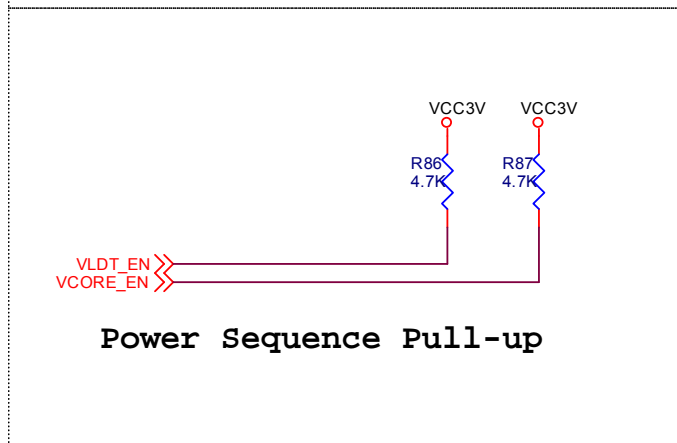 VCC3V VCC3V
R86 R87
4.7K 4.7K
VLDT_EN
VCORE_EN
Power Sequence Pull-up